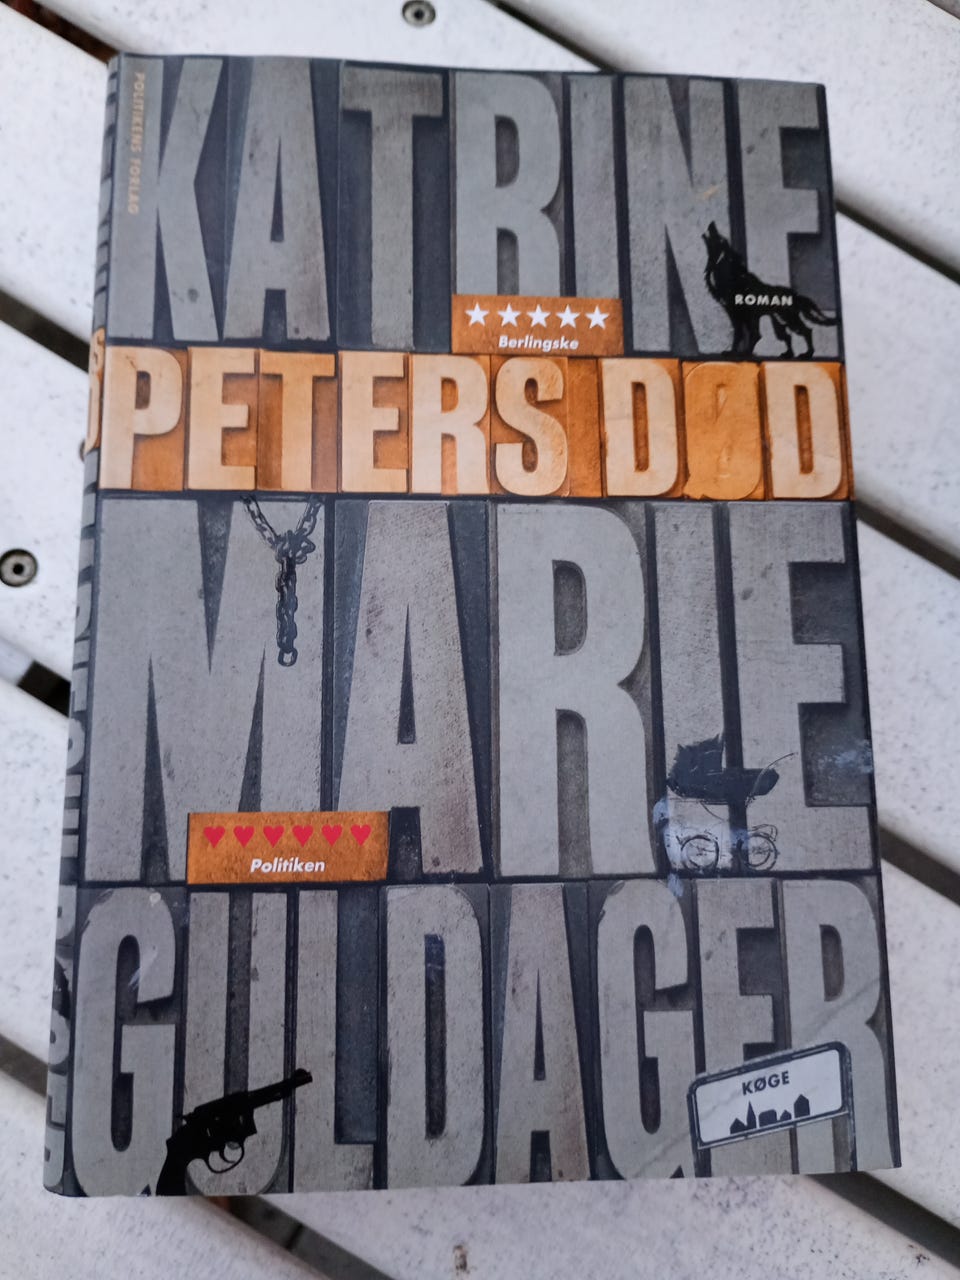 POLITIKENS FORLAG
KATRINE
ROMAN
★★★★★
Berlingske
PETERS DØD
MARIE
♥♥♥♥♥♥
Politiken
GULDAGER
KØGE